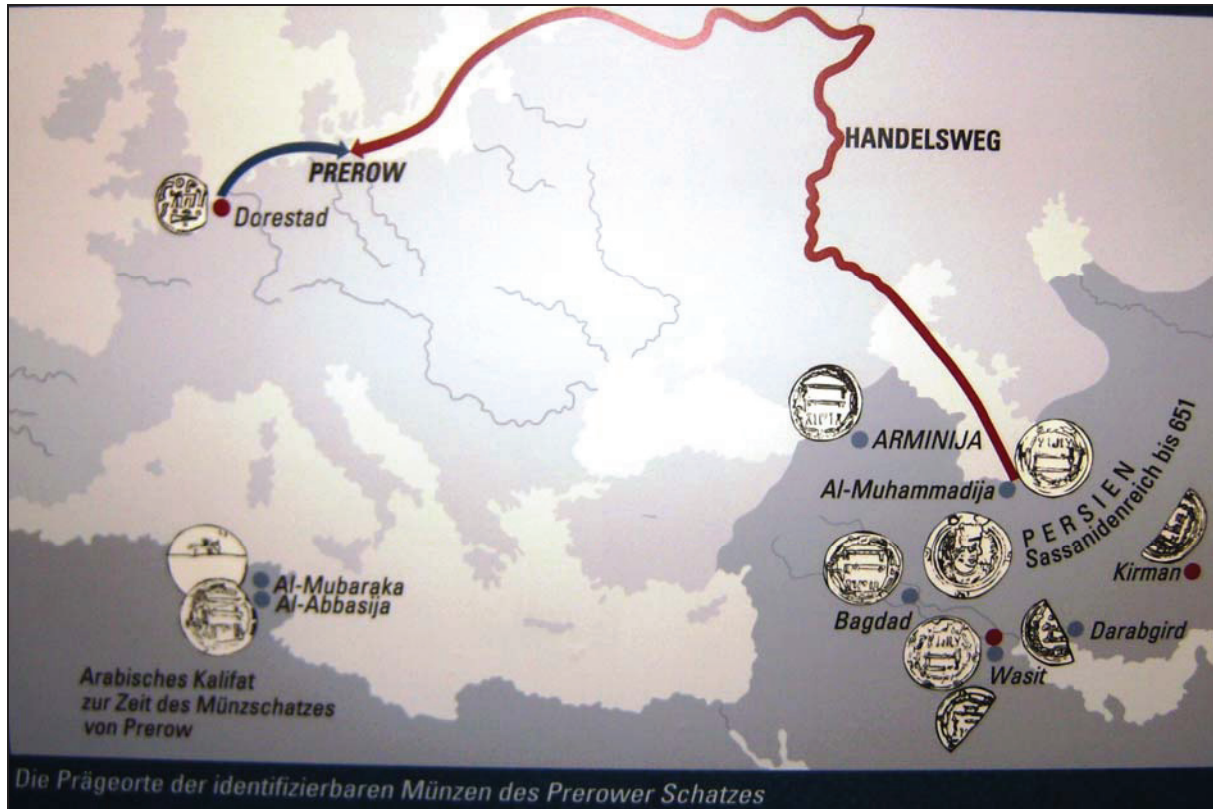 HANDELSWEG
PREROW
Dorestad
ARMINIJA
Al-Muhammadija
PERSIEN
Sassanidenreich bis 651
Kirman
Al-Mubaraka
Al-Abbasija
Bagdad
Darabgird
Wasit
Arabisches Kalifat
zur Zeit des Münzschatzes
von Prerow
Die Prägeorte der identifizierbaren Münzen des Prerower Schatzes